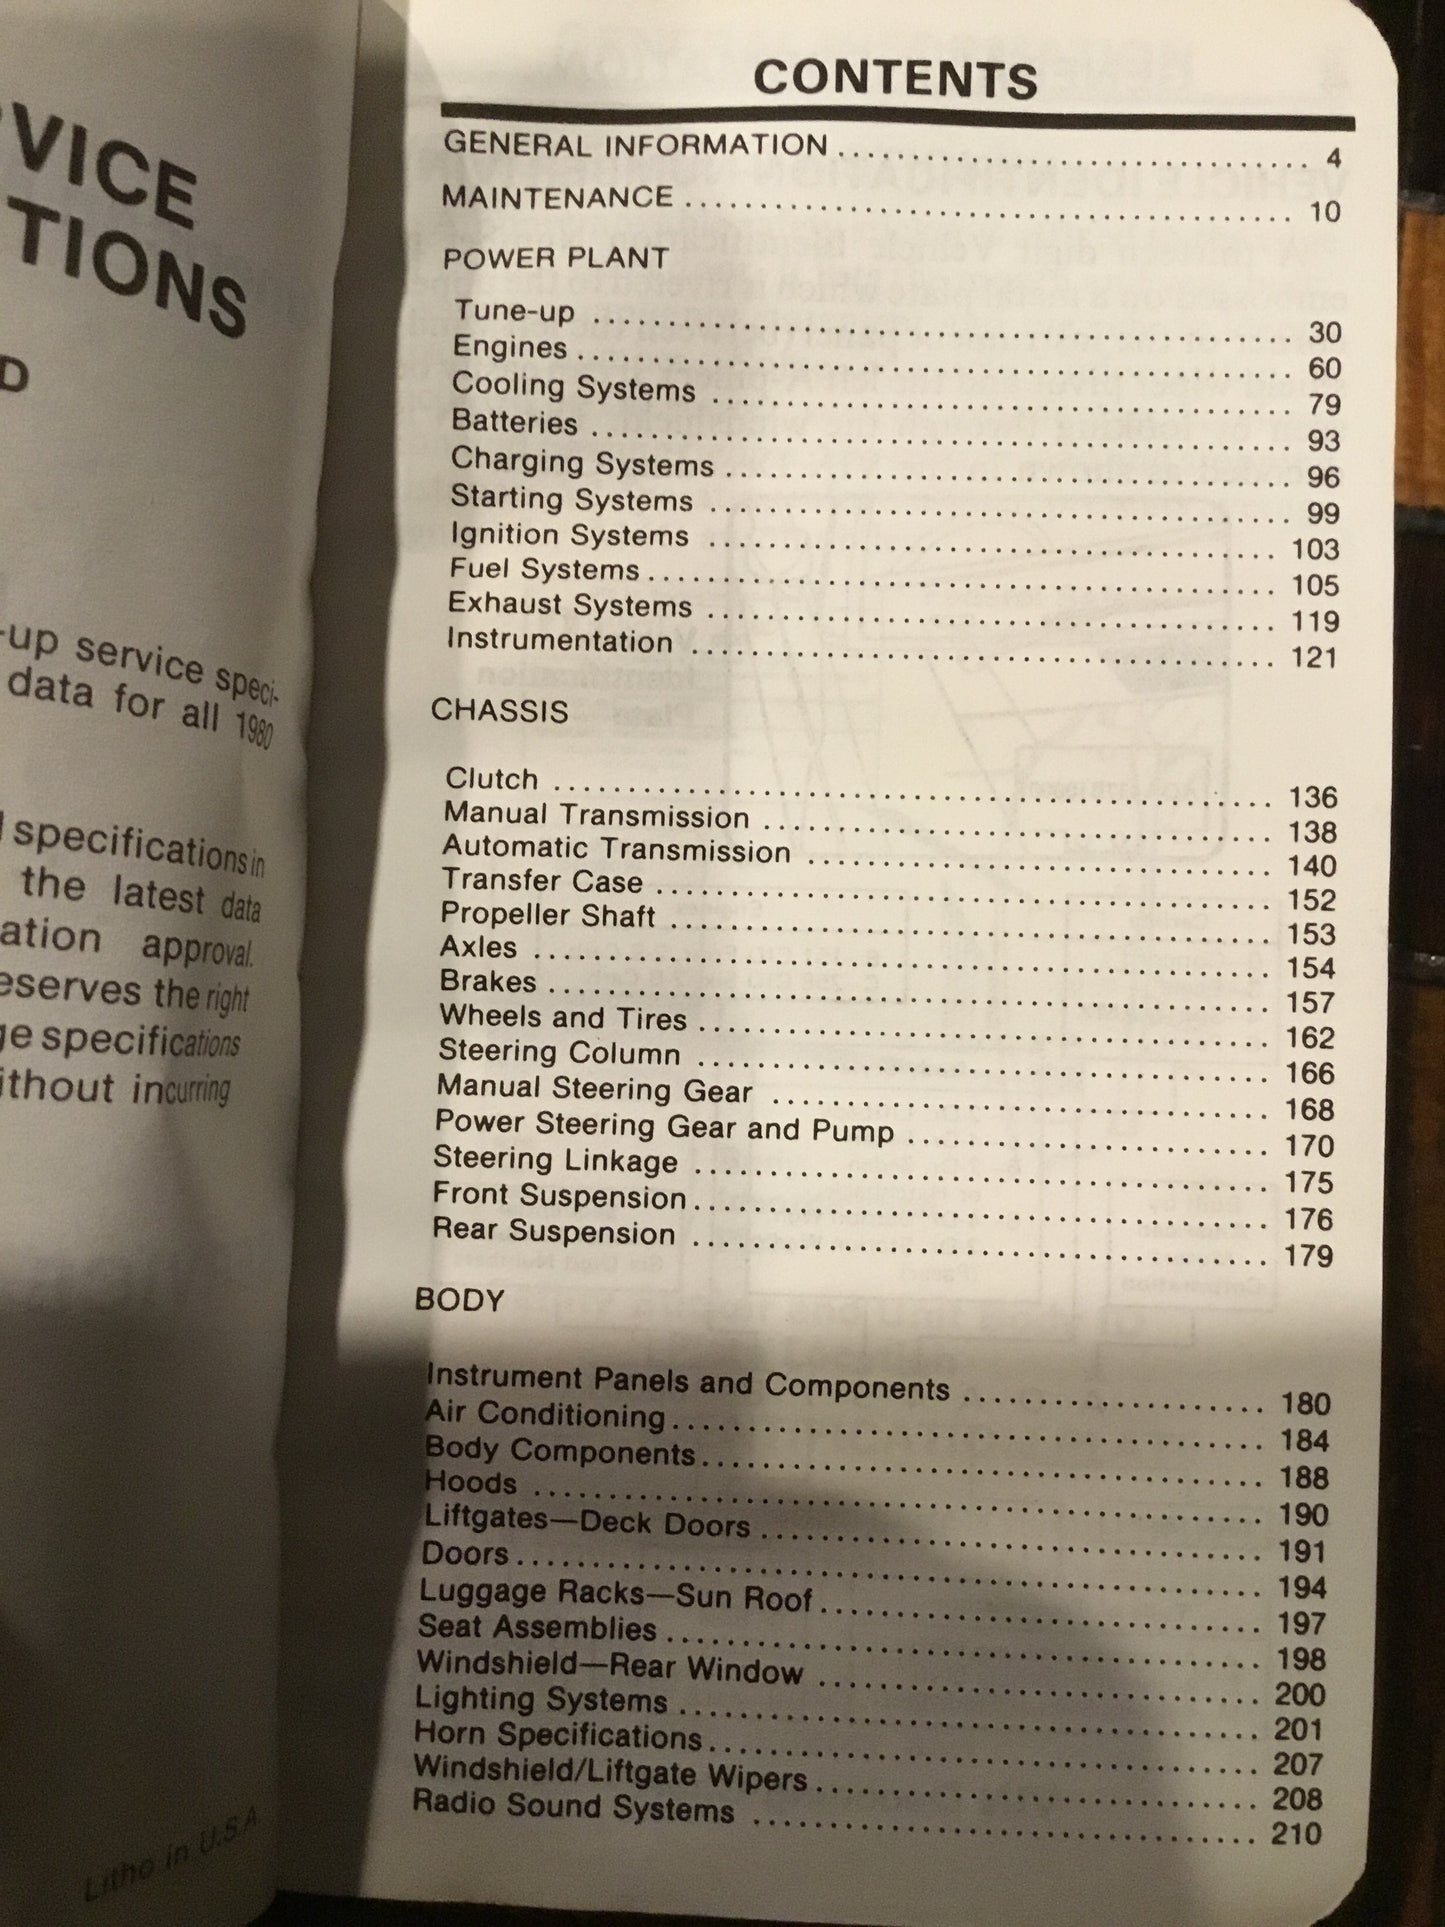 VICE
TIONS
D
-up service speci-
data for all 1980
specifications in
the latest data
ation approval.
eserves the right
ge specifications
ithout incurring
Litho in U.S.A
CONTENTS
GENERAL INFORMATION ................................ 4
MAINTENANCE ........................................ 10
POWER PLANT
Tune-up .............................................. 30
Engines .............................................. 60
Cooling Systems ...................................... 79
Batteries ............................................ 93
Charging Systems ..................................... 96
Starting Systems ..................................... 99
Ignition Systems ..................................... 103
Fuel Systems ......................................... 105
Exhaust Systems ...................................... 119
Instrumentation ...................................... 121
CHASSIS
Clutch ............................................... 136
Manual Transmission .................................. 138
Automatic Transmission ............................... 140
Transfer Case ........................................ 152
Propeller Shaft ...................................... 153
Axles ................................................ 154
Brakes ............................................... 157
Wheels and Tires ..................................... 162
Steering Column ...................................... 166
Manual Steering Gear ................................. 168
Power Steering Gear and Pump ......................... 170
Steering Linkage ..................................... 175
Front Suspension ..................................... 176
Rear Suspension ...................................... 179
BODY
Instrument Panels and Components ..................... 180
Air Conditioning ..................................... 184
Body Components ...................................... 188
Hoods ................................................ 190
Liftgates—Deck Doors ................................. 191
Doors ................................................ 194
Luggage Racks—Sun Roof ............................... 197
Seat Assemblies ...................................... 198
Windshield—Rear Window ............................... 200
Lighting Systems ..................................... 201
Horn Specifications .................................. 207
Windshield/Liftgate Wipers ........................... 208
Radio Sound Systems .................................. 210